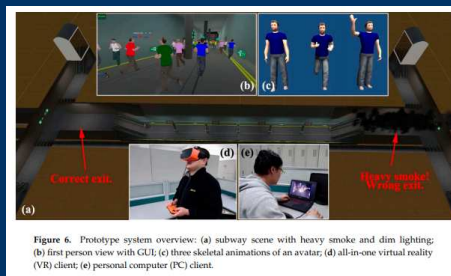 (b)
(c)
Correct exit.
Heavy smoke!
Wrong exit.
(d)
(e)
(a)
Figure 6. Prototype system overview: (a) subway scene with heavy smoke and dim lighting;
(b) first person view with GUI; (c) three skeletal animations of an avatar; (d) all-in-one virtual reality
(VR) client; (e) personal computer (PC) client.